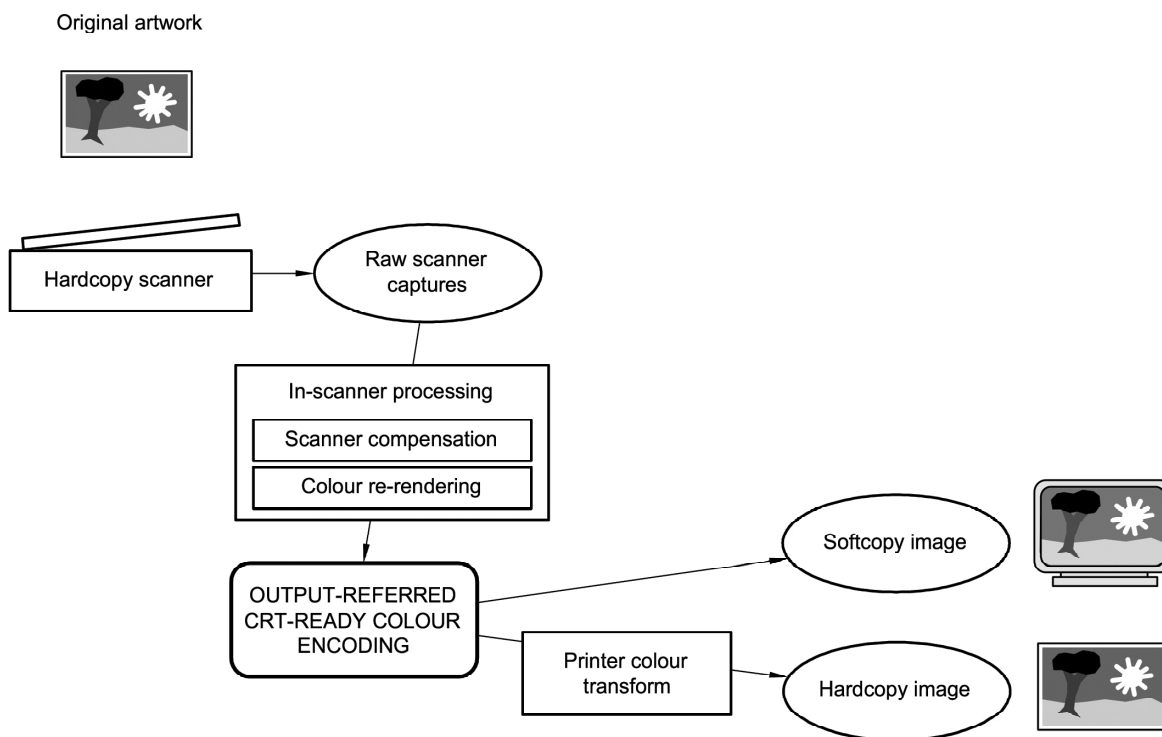 Original artwork
Hardcopy scanner
Raw scanner
captures
In-scanner processing
Scanner compensation
Colour re-rendering
OUTPUT-REFERRED
CRT-READY COLOUR
ENCODING
Softcopy image
Printer colour
transform
Hardcopy image